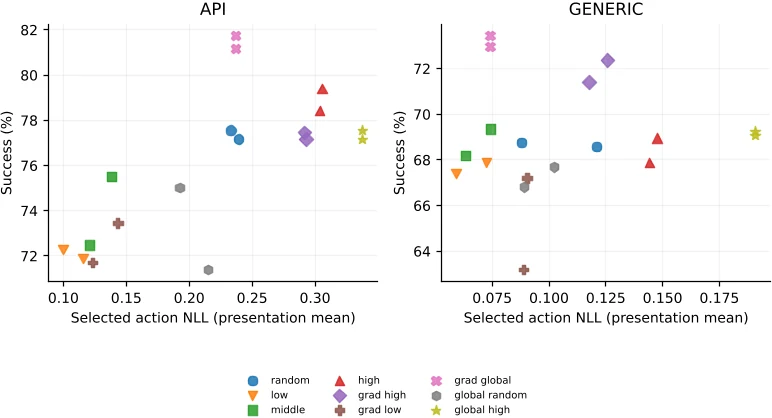 API
GENERIC
Success (%)
82
80
78
76
74
72
0.10 0.15 0.20 0.25 0.30
Selected action NLL (presentation mean)
Success (%)
72
70
68
66
64
0.075 0.100 0.125 0.150 0.175
Selected action NLL (presentation mean)
random
low
middle
high
grad high
grad low
grad global
global random
global high